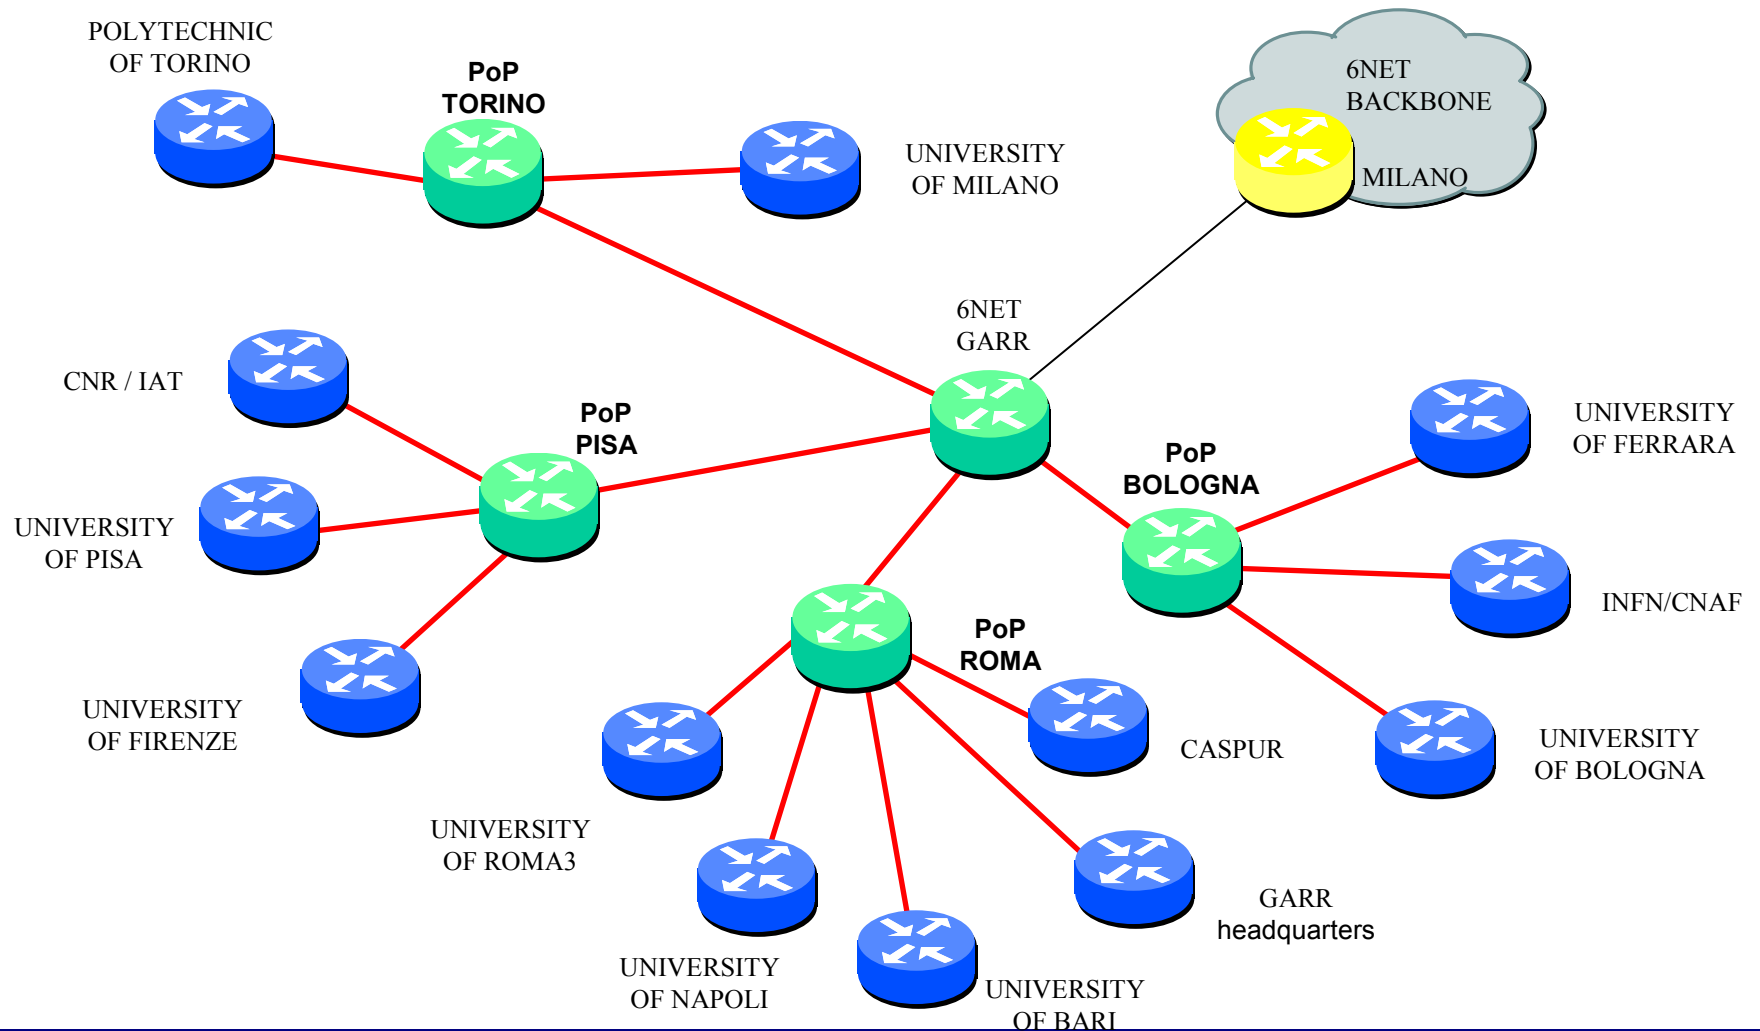 POLYTECHNIC
OF TORINO
PoP
TORINO
UNIVERSITY
OF MILANO
6NET
BACKBONE
MILANO
6NET
GARR
CNR / IAT
PoP
PISA
UNIVERSITY
OF PISA
UNIVERSITY
OF FIRENZE
PoP
BOLOGNA
UNIVERSITY
OF FERRARA
INFN/CNAF
UNIVERSITY
OF BOLOGNA
PoP
ROMA
CASPUR
UNIVERSITY
OF ROMA3
GARR
headquarters
UNIVERSITY
OF NAPOLI
UNIVERSITY
OF BARI